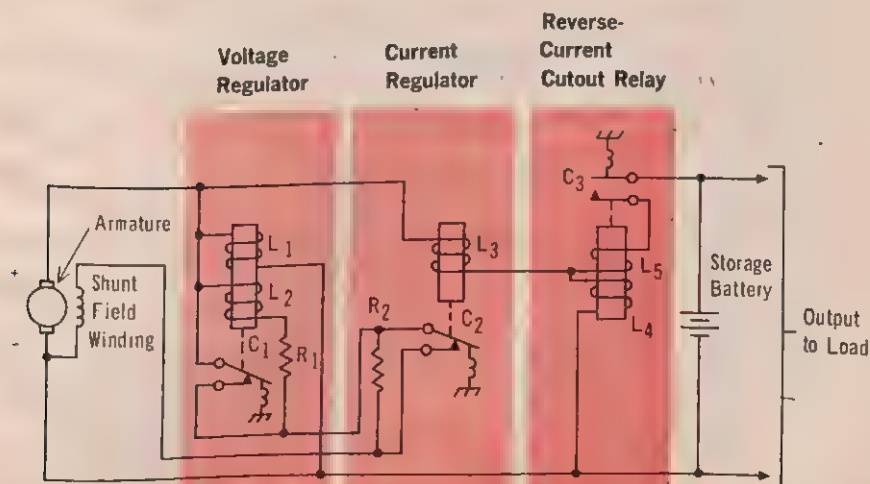 Voltage
Regulator
Current
Regulator
Reverse-
Current
Cutout Relay
Armature
+
Shunt
Field
Winding
-
L1
L2
C1
R1
R2
L3
C2
C3
L5
L4
Storage
Battery
Output
to Load